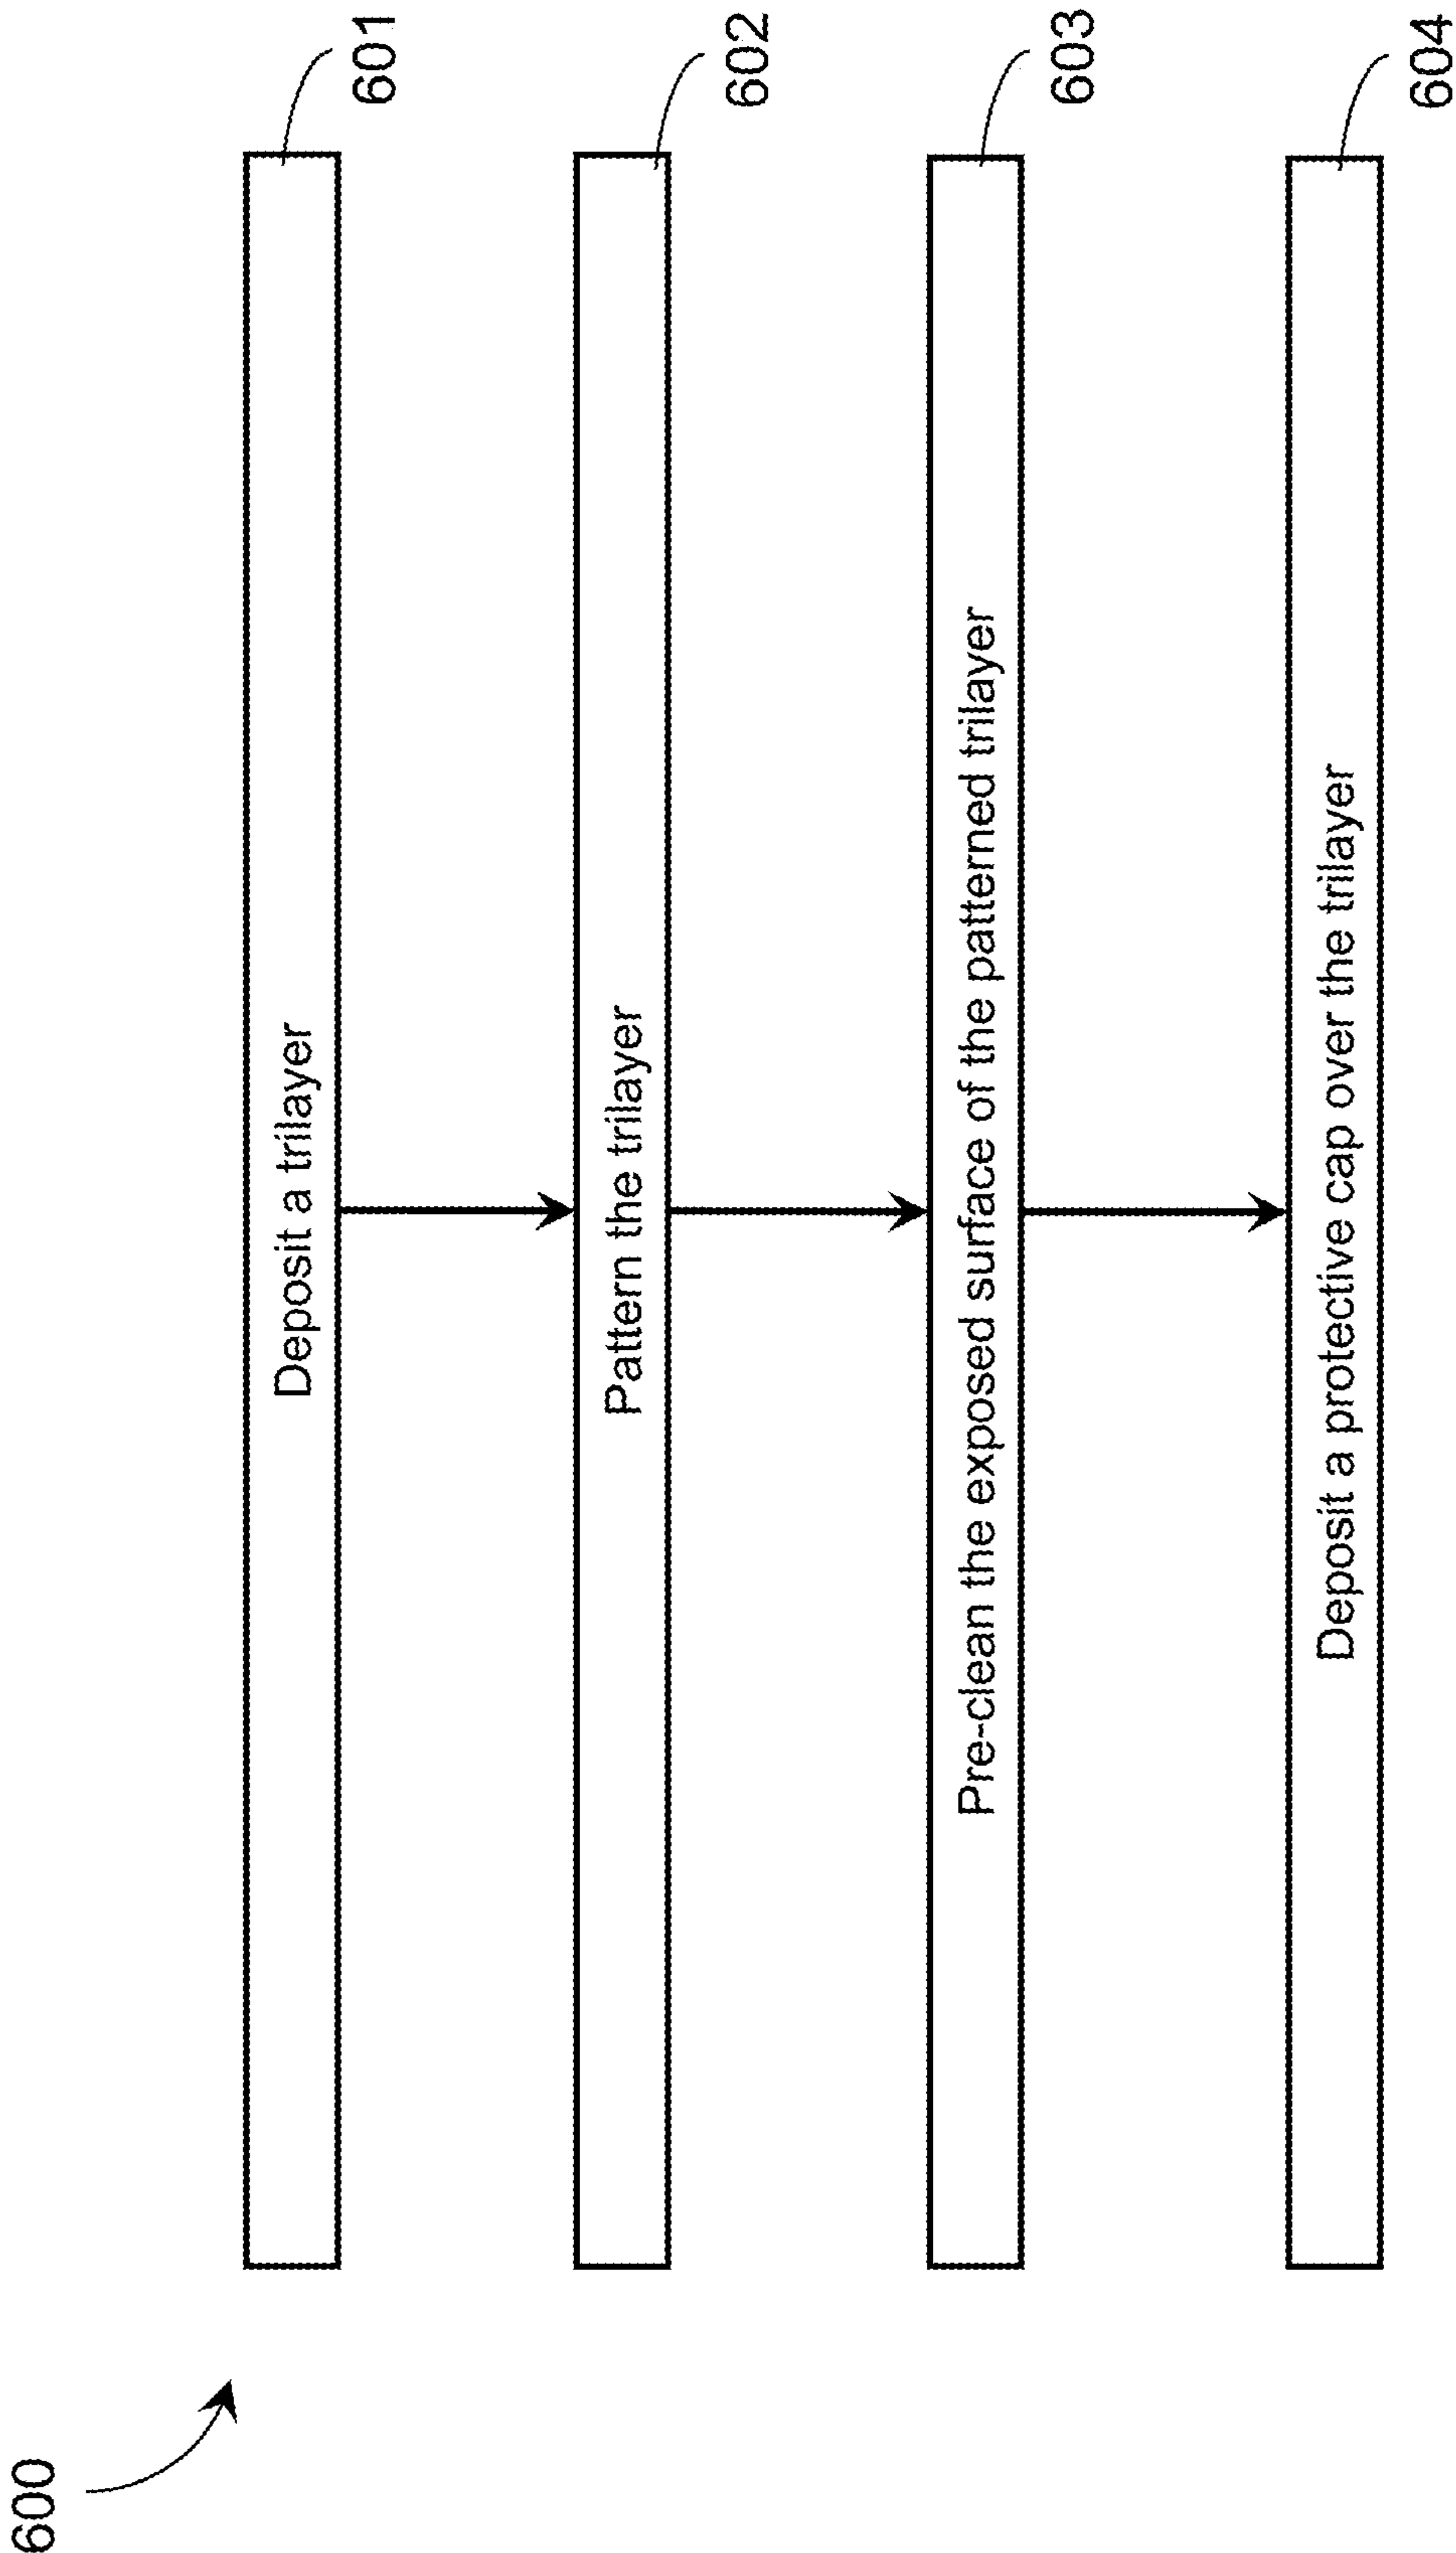 600
Deposit a trilayer
601
Pattern the trilayer
602
Pre-clean the exposed surface of the patterned trilayer
603
Deposit a protective cap over the trilayer
604